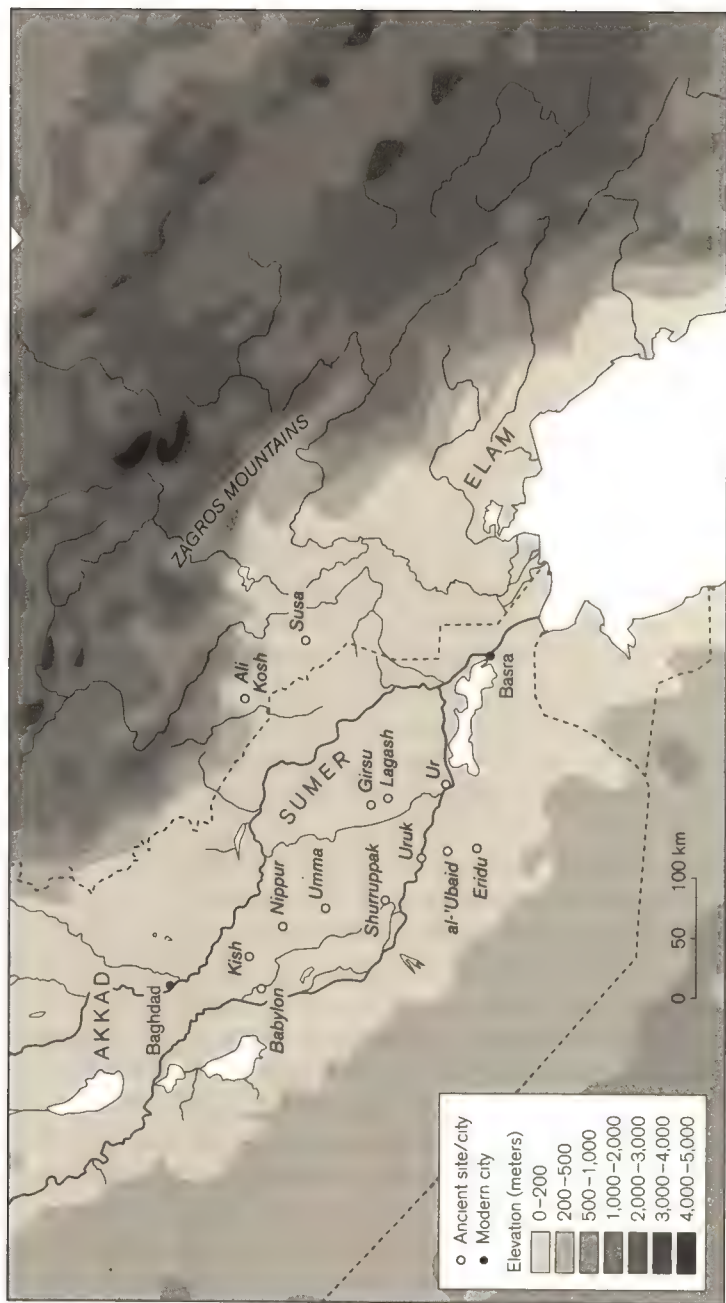 AKKAD
Baghdad
Kish
Babylon
Nippur
Umma
Shurruppak
Uruk
al-'Ubaid
Eridu
SUMER
Girsu
Lagash
Ur
Ali
Kosh
Susa
Basra
ZAGROS MOUNTAINS
ELAM
Ancient site/city
Modern city
Elevation (meters)
0–200
200–500
500–1,000
1,000–2,000
2,000–3,000
3,000–4,000
4,000–5,000
0 50 100 km